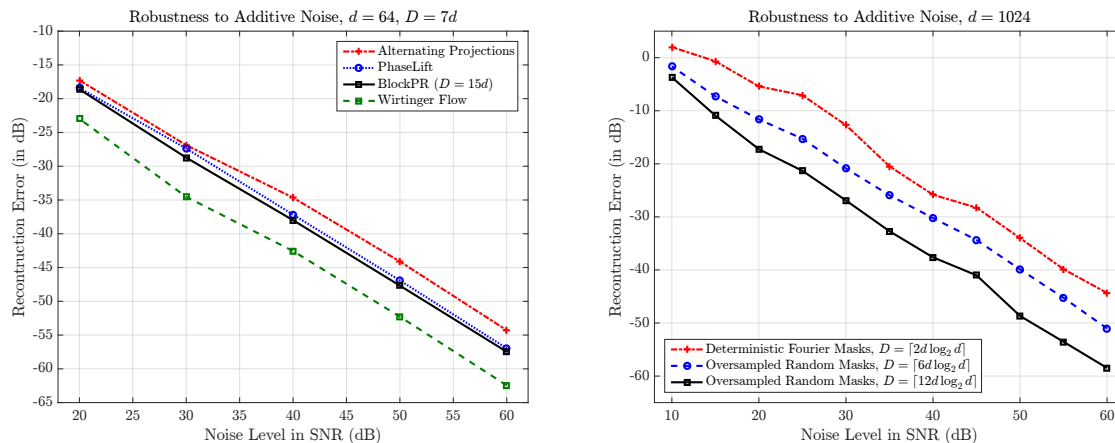 Robustness to Additive Noise, d = 64, D = 7d
Recontruction Error (in dB)
-10
-15
-20
-25
-30
-35
-40
-45
-50
-55
-60
-65
Alternating Projections
PhaseLift
BlockPR (D = 15d)
Wirtinger Flow
20 25 30 35 40 45 50 55 60
Noise Level in SNR (dB)
Robustness to Additive Noise, d = 1024
Recontruction Error (in dB)
0
-10
-20
-30
-40
-50
-60
Deterministic Fourier Masks, D = ⌈2d log₂ d⌉
Oversampled Random Masks, D = ⌈6d log₂ d⌉
Oversampled Random Masks, D = ⌈12d log₂ d⌉
10 20 30 40 50 60
Noise Level in SNR (dB)